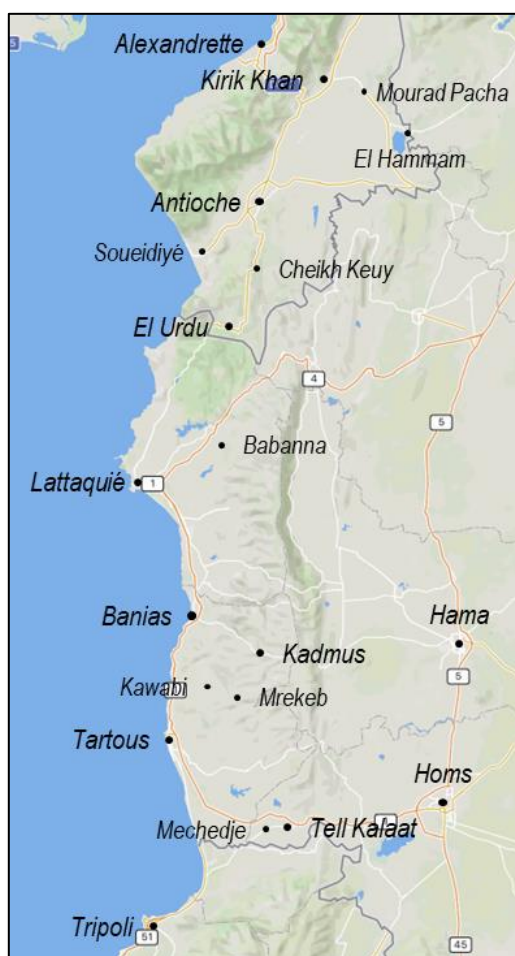 Alexandrette
Kirik Khan
Mourad Pacha
El Hammam
Antioche
Soueidiyé
Cheikh Keuy
El Urdu
4
5
Babanna
Lattaquié
1
Banias
Hama
Kadmus
5
Kawabi
Mrekeb
Tartous
Homs
Mechedje
Tell Kalaat
Tripoli
51
45